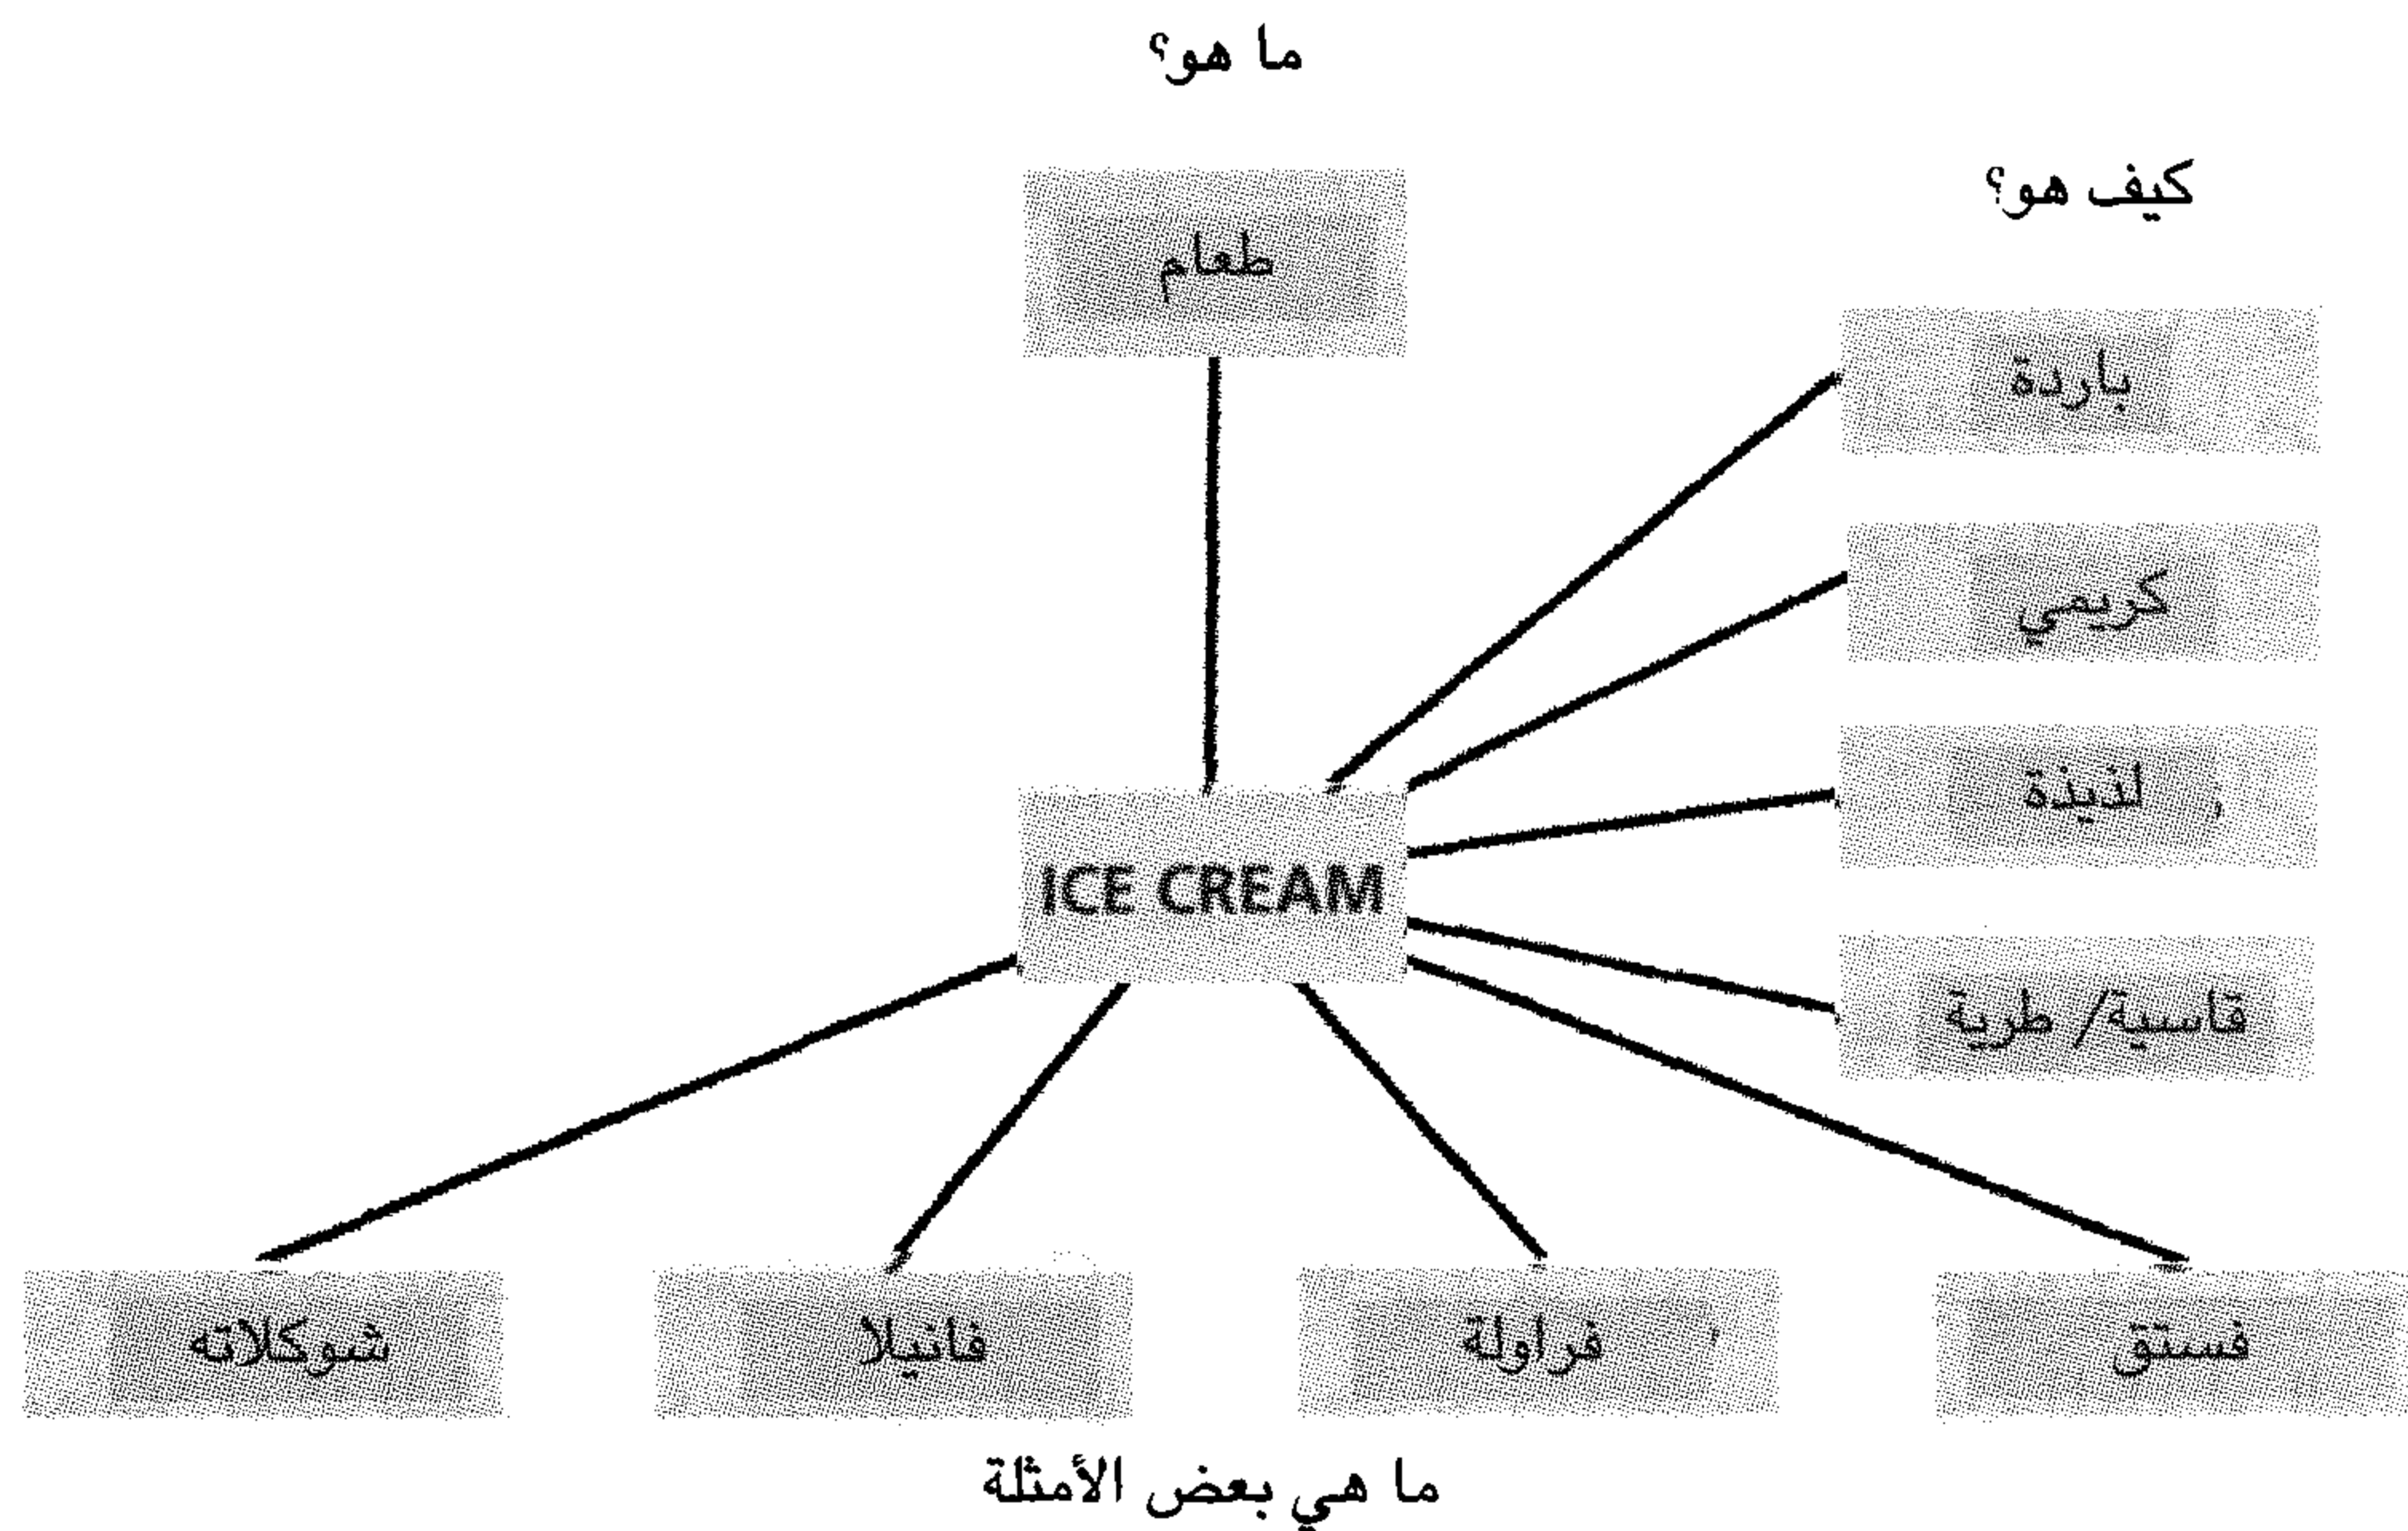 ما هو؟
كيف هو؟
طعام
باردة
كريمي
لذيذة
ICE CREAM
قاسية/ طرية
شوكلاته
فانيلا
فراولة
فستق
ما هي بعض الأمثلة